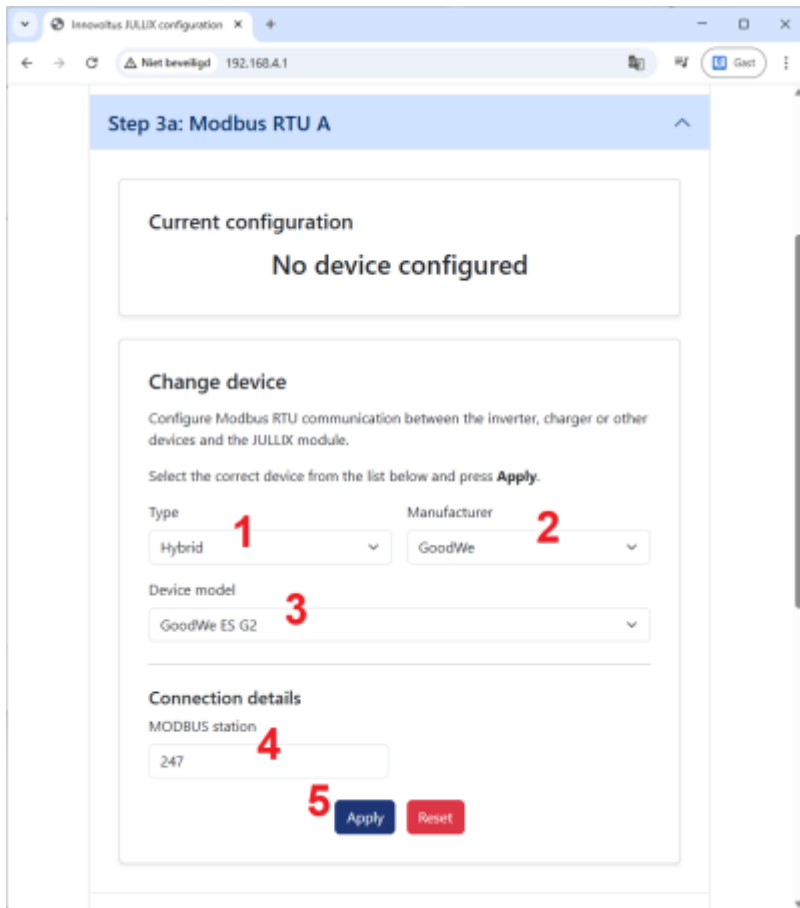 Innovoltus JULLIX configuration
Niet beveiligd 192.168.4.1
Gast
Step 3a: Modbus RTU A
Current configuration
No device configured
Change device
Configure Modbus RTU communication between the inverter, charger or other
devices and the JULLIX module.
Select the correct device from the list below and press Apply.
Type
1
Hybrid
Manufacturer
2
GoodWe
Device model
3
GoodWe ES G2
Connection details
MODBUS station
4
247
5
Apply Reset